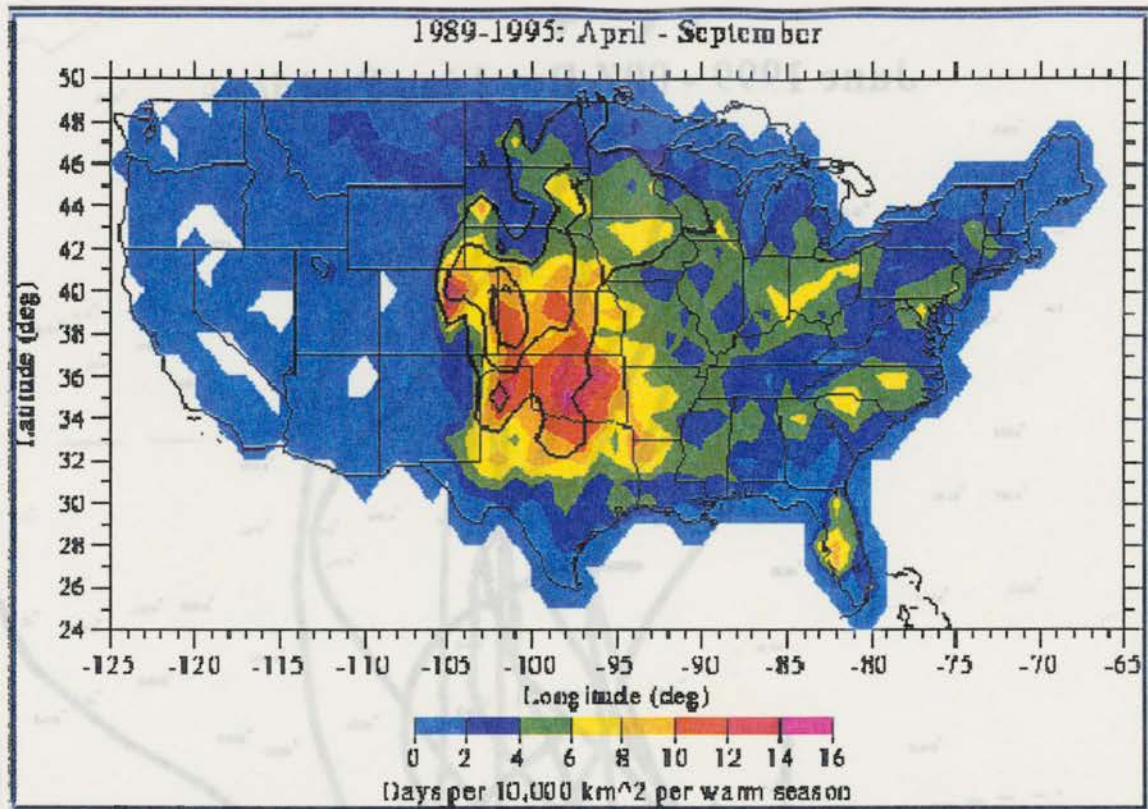 1989-1995: April - September
50
48
46
44
42
40
38
36
34
32
30
28
26
24
Latitude (deg)
-125 -120 -115 -110 -105 -100 -95 -90 -85 -80 -75 -70 -65
Longitude (deg)
0 2 4 6 8 10 12 14 16
Days per 10,000 km^2 per warm season